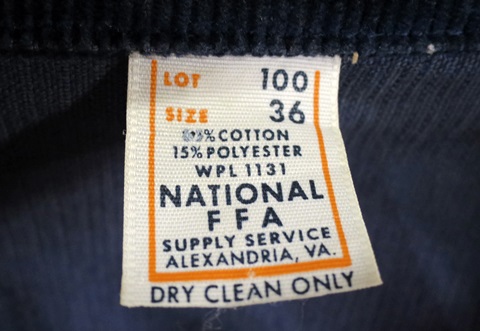 LOT 100
SIZE 36
% COTTON
15% POLYESTER
WPL 1131
NATIONAL
FFA
SUPPLY SERVICE
ALEXANDRIA, VA.
DRY CLEAN ONLY